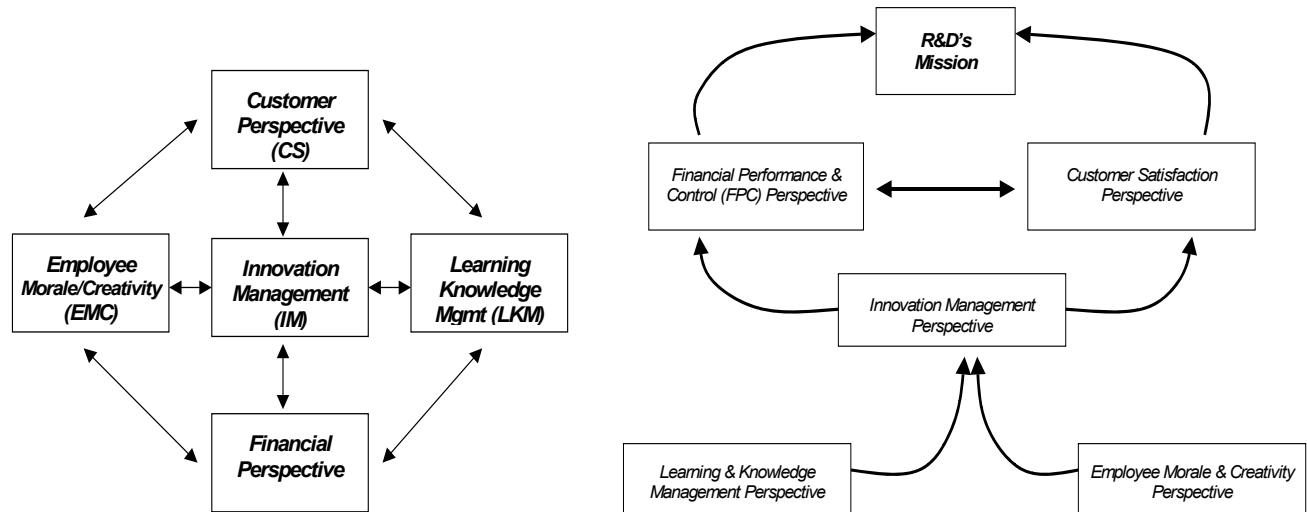 Customer
Perspective
(CS)
Employee
Morale/Creativity
(EMC)
Innovation
Management
(IM)
Learning
Knowledge
Mgmt (LKM)
Financial
Perspective
R&D's
Mission
Financial Performance &
Control (FPC) Perspective
Customer Satisfaction
Perspective
Innovation Management
Perspective
Learning & Knowledge
Management Perspective
Employee Morale & Creativity
Perspective